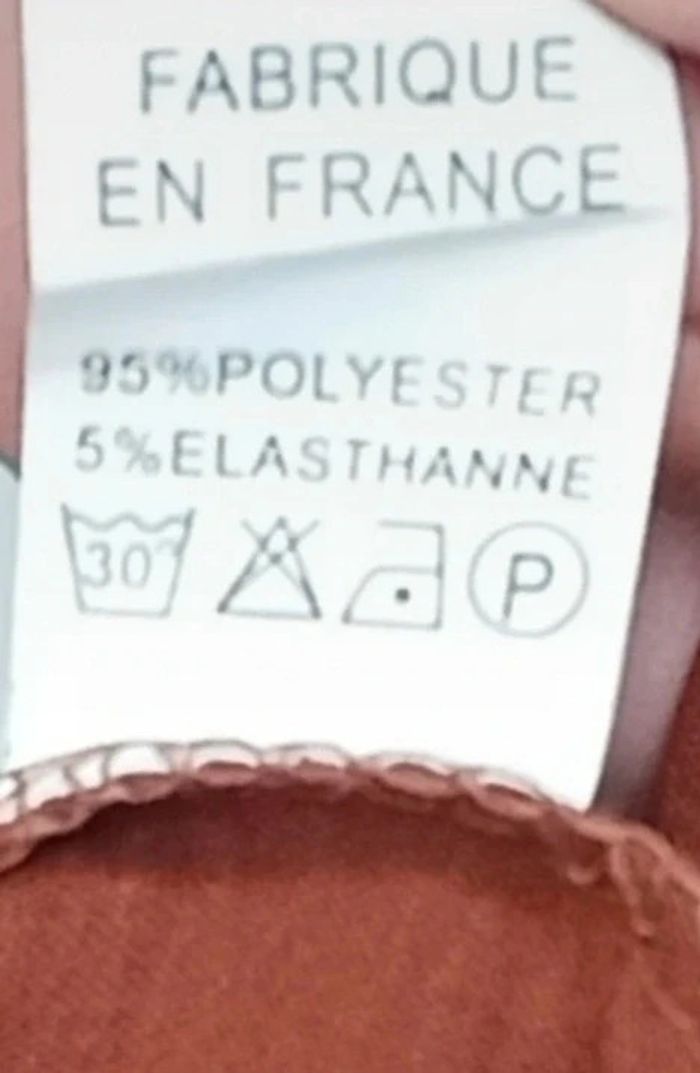 FABRIQUE
EN FRANCE
95%POLYESTER
5%ELASTHANNE
30° P